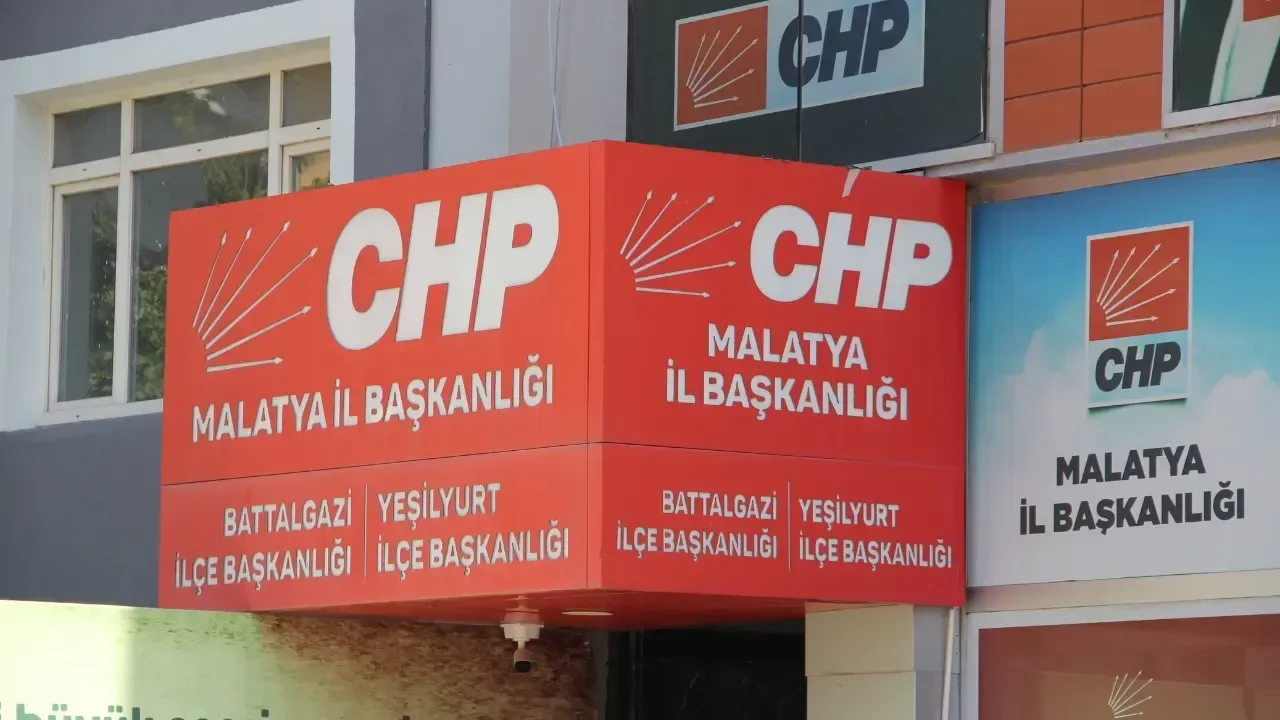 CHP
CHP
MALATYA İL BAŞKANLIĞI
BATTALGAZİ
İLÇE BAŞKANLIĞI
YEŞİLYURT
İLÇE BAŞKANLIĞI
CHP
MALATYA
İL BAŞKANLIĞI
BATTALGAZİ
İLÇE BAŞKANLIĞI
YEŞİLYURT
İLÇE BAŞKANLIĞI
CHP
MALATYA
İL BAŞKANLIĞI